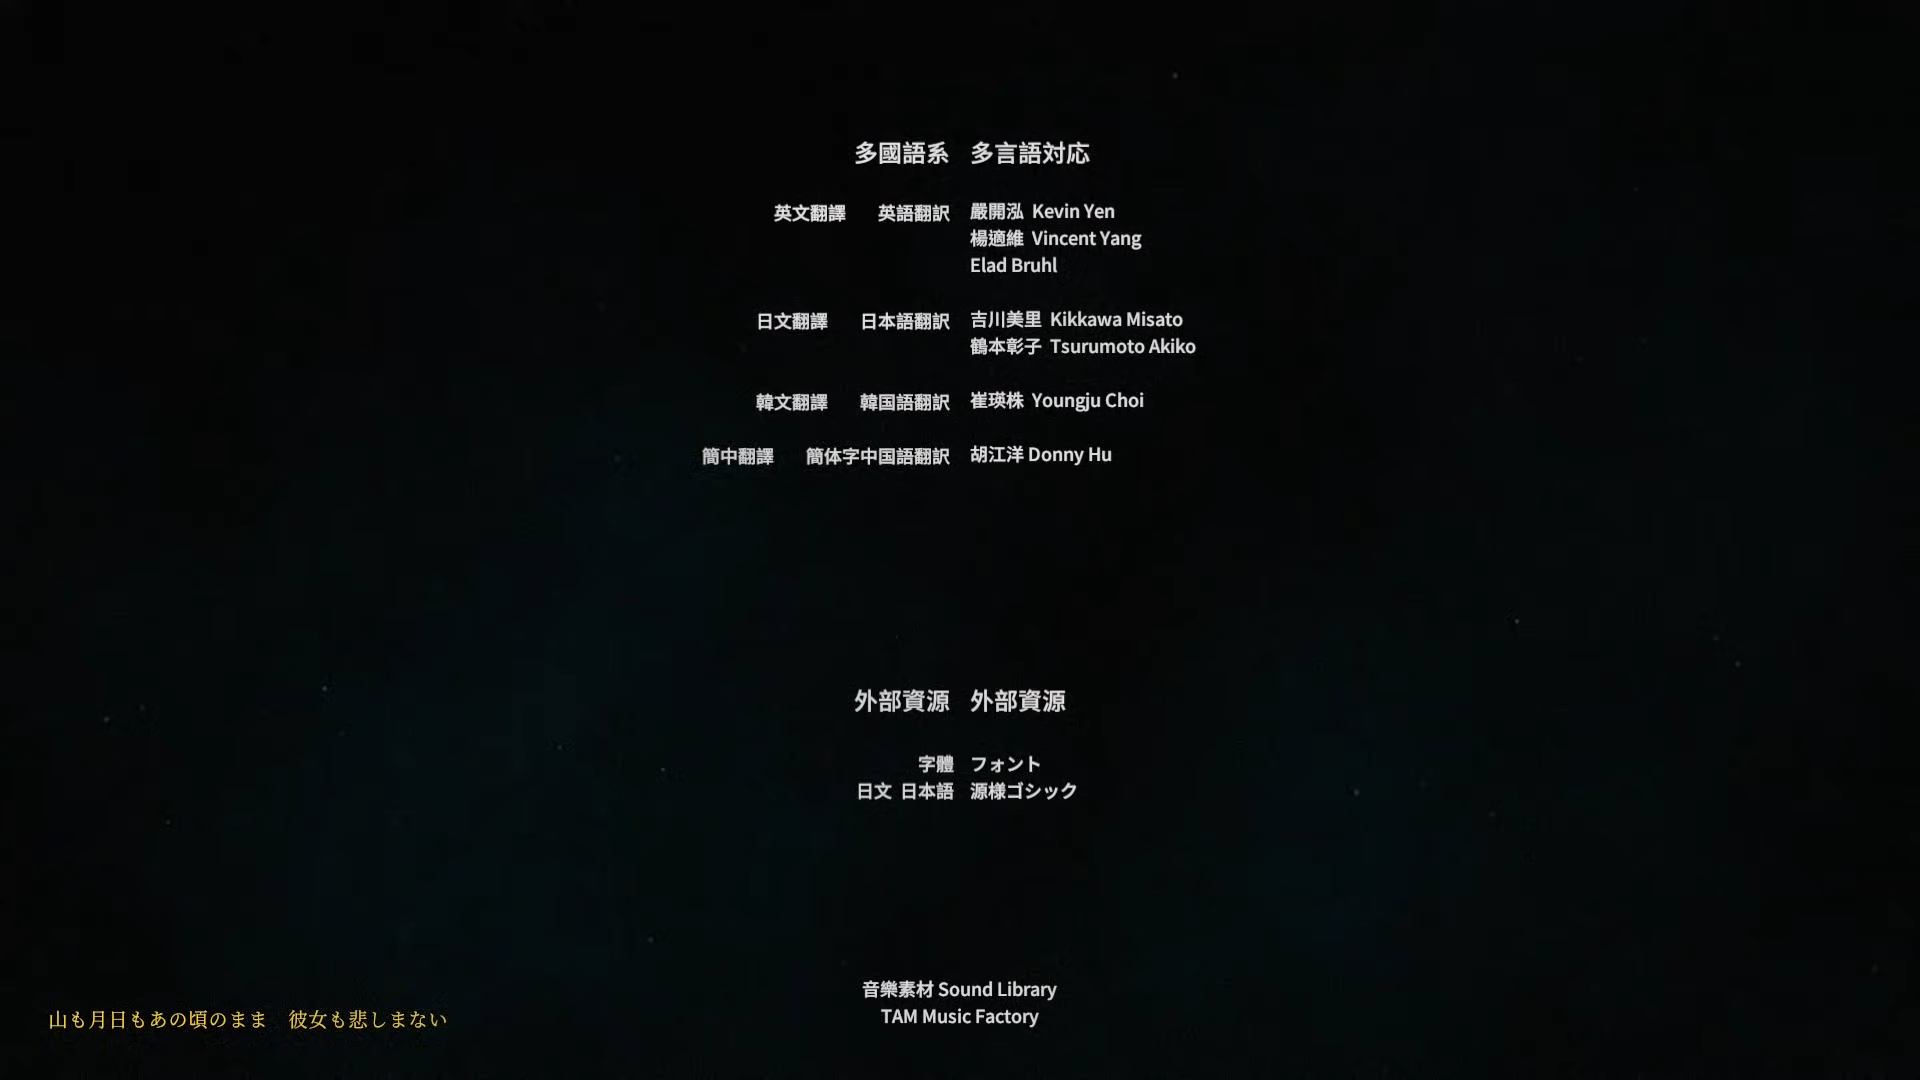 多國語系 多言語対応
英文翻譯 英語翻訳 嚴開泓 Kevin Yen
楊適維 Vincent Yang
Elad Bruhl
日文翻譯 日本語翻訳 吉川美里 Kikkawa Misato
鶴本彰子 Tsurumoto Akiko
韓文翻譯 韓国語翻訳 崔瑛株 Youngju Choi
簡中翻譯 簡体字中国語翻訳 胡江洋 Donny Hu
外部資源 外部資源
字體 フォント
日文 日本語 源様ゴシック
音樂素材 Sound Library
TAM Music Factory
山も月日もあの頃のまま 彼女も悲しまない